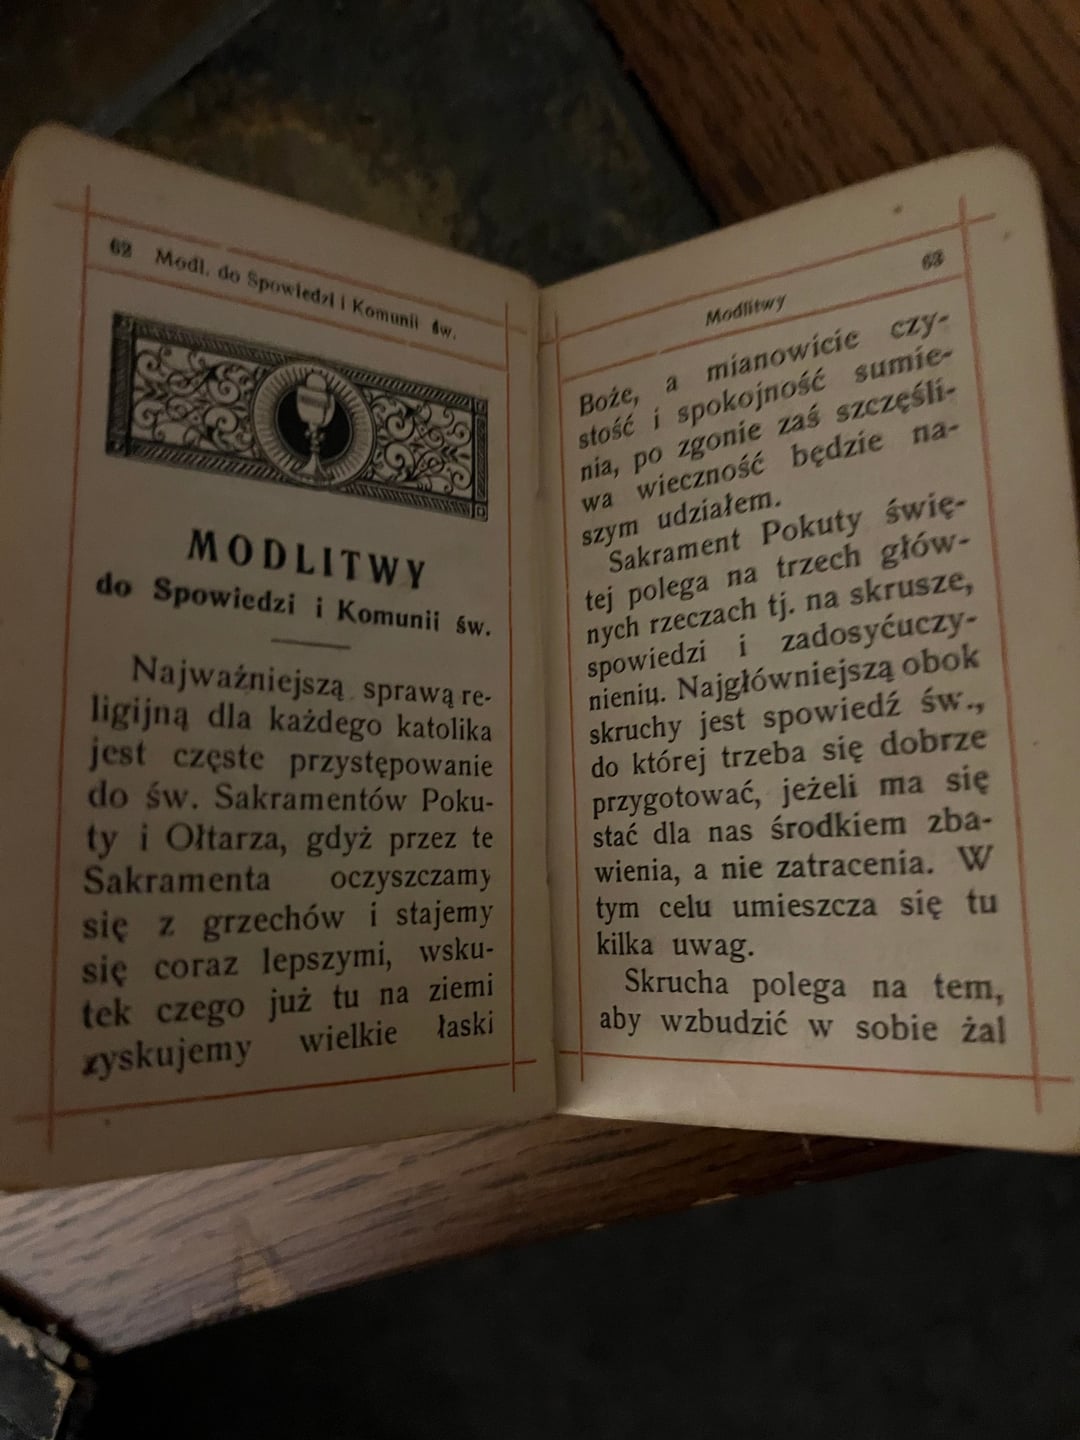 62 Modl. do Spowiedzi i Komunii św.
MODLITWY
do Spowiedzi i Komunii św.
Najważniejszą sprawą re-
ligijną dla każdego katolika
jest częste przystępowanie
do św. Sakramentów Poku-
ty i Ołtarza, gdyż przez te
Sakramenta oczyszczamy
się z grzechów i stajemy
się coraz lepszymi, wsku-
tek czego już tu na ziemi
zyskujemy wielkie łaski
Modlitwy 63
Boże, a mianowicie czy-
stość i spokojność sumie-
nia, po zgonie zaś szczęśli-
wa wieczność będzie na-
szym udziałem.
Sakrament Pokuty świę-
tej polega na trzech głów-
nych rzeczach tj. na skrusze,
spowiedzi i zadosyćuczy-
nieniu. Najgłówniejszą obok
skruchy jest spowiedź św.,
do której trzeba się dobrze
przygotować, jeżeli ma się
stać dla nas środkiem zba-
wienia, a nie zatracenia. W
tym celu umieszcza się tu
kilka uwag.
Skrucha polega na tem,
aby wzbudzić w sobie żal